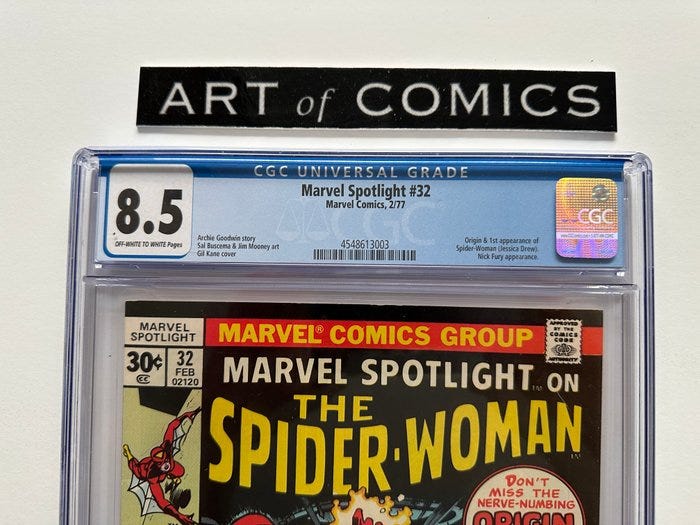 ART of COMICS
CGC UNIVERSAL GRADE
8.5
OFF-WHITE TO WHITE Pages
Marvel Spotlight #32
Marvel Comics, 2/77
Archie Goodwin story
Sal Buscema & Jim Mooney art
Gil Kane cover
4548613003
Origin & 1st appearance of
Spider-Woman (Jessica Drew).
Nick Fury appearance.
CGC
MARVEL
SPOTLIGHT
30¢
CC
32
FEB
02120
MARVEL® COMICS GROUP
APPROVED
BY THE
COMICS
CODE
AUTHORITY
MARVEL SPOTLIGHT™ ON
THE
SPIDER-WOMAN
DON'T
MISS THE
NERVE-NUMBING
ORIGIN